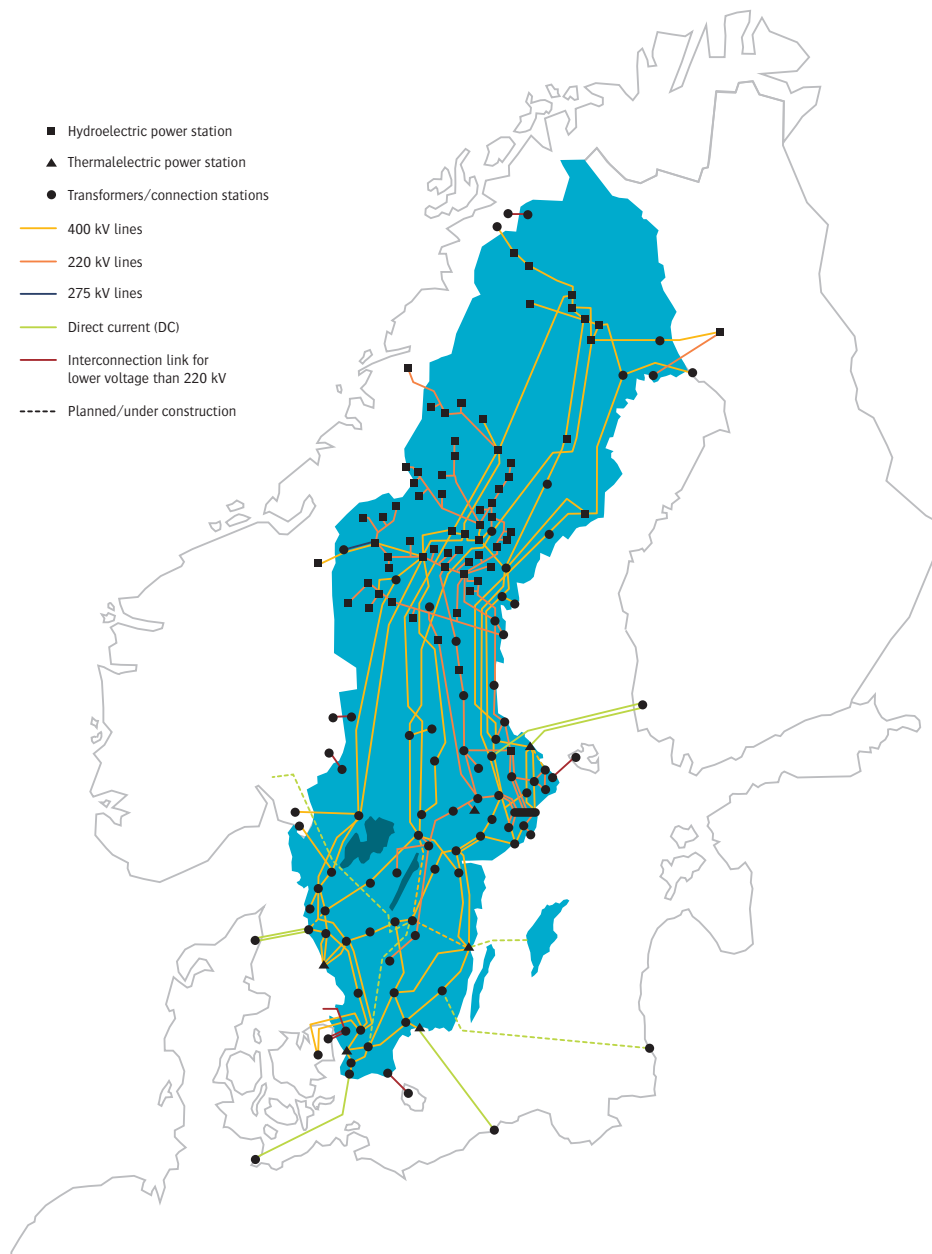 Hydroelectric power station
Thermalelectric power station
Transformers/connection stations
400 kV lines
220 kV lines
275 kV lines
Direct current (DC)
Interconnection link for
lower voltage than 220 kV
Planned/under construction